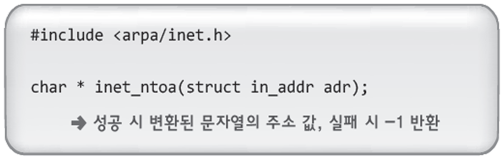 #include <arpa/inet.h>
char * inet_ntoa(struct in_addr adr);
➔ 성공 시 변환된 문자열의 주소 값, 실패 시 -1 반환